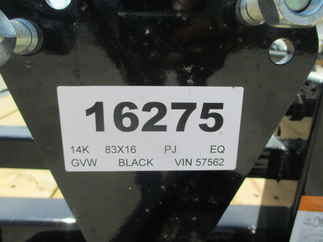 16275
14K 83X16 PJ EQ
GVW BLACK VIN 57562